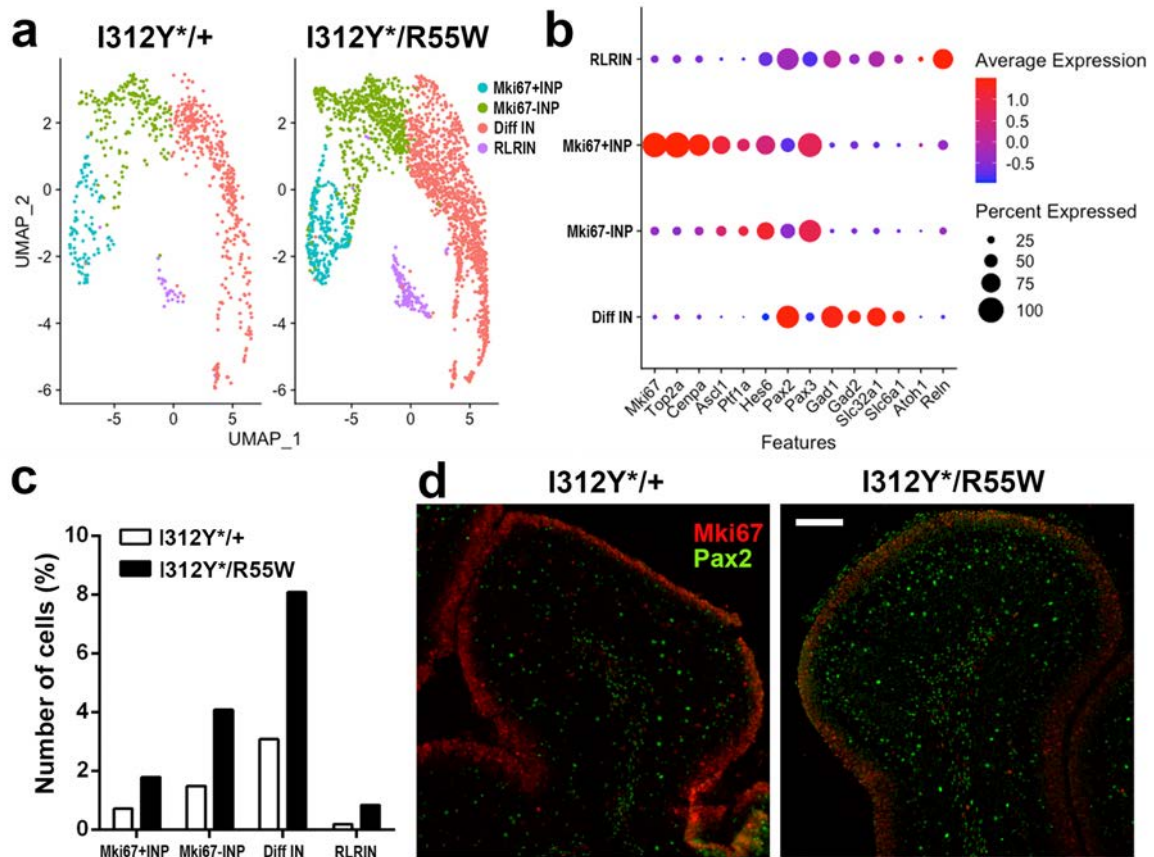 a
I312Y*/+
I312Y*/R55W
Mki67+INP
Mki67-INP
Diff IN
RLRIN
2
0
-2
-4
-6
UMAP_2
-5
0
5
-5
0
5
UMAP_1
b
RLRIN
Mki67+INP
Mki67-INP
Diff IN
Mki67
Top2a
Cenpa
Ascl1
Ptf1a
Hes6
Pax2
Pax3
Gad1
Gad2
Slc32a1
Slc6a1
Atoh1
Reln
Features
Average Expression
1.0
0.5
0.0
-0.5
Percent Expressed
25
50
75
100
c
I312Y*/+
I312Y*/R55W
10
8
6
4
2
0
Number of cells (%)
Mki67+INP
Mki67-INP
Diff IN
RLRIN
d
I312Y*/+
I312Y*/R55W
Mki67
Pax2